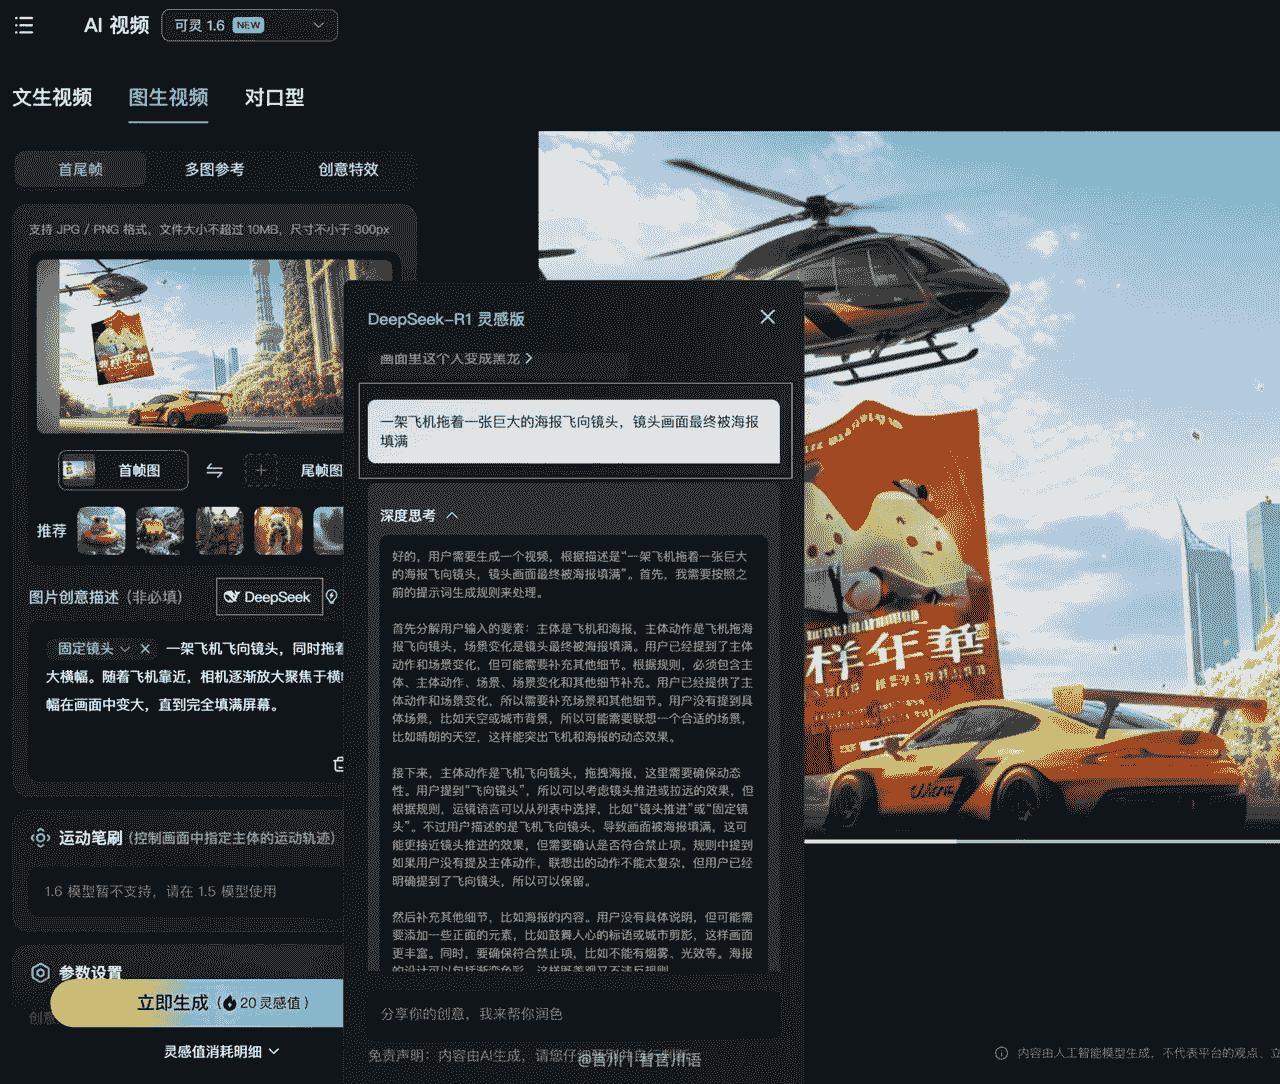 AI 视频
可灵 1.6 NEW
文生视频 图生视频 对口型
首尾帧 多图参考 创意特效
支持 JPG / PNG 格式，文件大小不超过 10MB，尺寸不小于 300px
首帧图 尾帧图
推荐
图片创意描述（非必填） DeepSeek
固定镜头 一架飞机飞向镜头，同时拖着
大横幅。随着飞机靠近，相机逐渐放大聚焦于横
幅在画面中变大，直到完全填满屏幕。
运动笔刷（控制画面中指定主体的运动轨迹）
1.6 模型暂不支持，请在 1.5 模型使用
参数设置
立即生成（20 灵感值）
灵感值消耗明细
DeepSeek-R1 灵感版
画面里这个人变成黑龙
一架飞机拖着一张巨大的海报飞向镜头，镜头画面最终被海报
填满
深度思考
好的，用户需要生成一个视频，根据描述是“一架飞机拖着一张巨大
的海报飞向镜头，镜头画面最终被海报填满”。首先，我需要按照之
前的提示词生成规则来处理。
首先分解用户输入的要素：主体是飞机和海报，主体动作是飞机拖海
报飞向镜头，场景变化是镜头最终被海报填满。用户已经提到了主体
动作和场景变化，但可能需要补充其他细节。根据规则，必须包含主
体、主体动作、场景、场景变化和其他细节补充。用户已经提供了主
体动作和场景变化，所以需要补充场景和其他细节。用户没有提到具
体场景，比如天空或城市背景，所以可能需要联想一个合适的场景，
比如晴朗的天空，这样能突出飞机和海报的动态效果。
接下来，主体动作是飞机飞向镜头，拖拽海报，这里需要确保动态
性。用户提到“飞向镜头”，所以可以考虑镜头推进或拉远的效果，但
根据规则，运镜语言可以从列表中选择，比如“镜头推进”或“固定镜
头”。不过用户描述的是飞机飞向镜头，导致画面被海报填满，这可
能更接近镜头推进的效果，但需要确认是否符合禁止项。规则中提到
如果用户没有提及主体动作，联想出的动作不能太复杂，但用户已经
明确提到了飞向镜头，所以可以保留。
然后补充其他细节，比如海报的内容。用户没有具体说明，但可能需
要添加一些正面的元素，比如鼓舞人心的标语或城市剪影，这样画面
更丰富。同时，要确保符合禁止项，比如不能有烟雾、光效等。海报
的设计可以包括渐变色彩，这样既美观又不违反规则。
分享你的创意，我来帮你润色
免责声明：内容由AI生成，请您仔细
样年華
内容由人工智能模型生成，不代表平台的观点、立